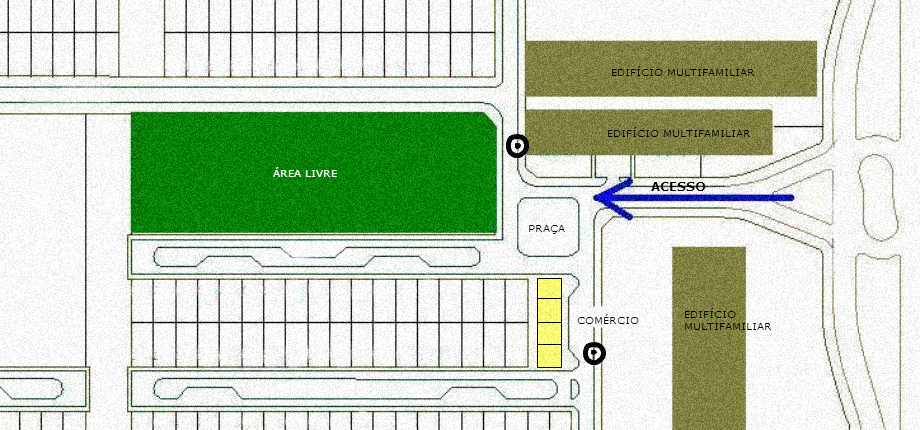 EDIFÍCIO MULTIFAMILIAR
EDIFÍCIO MULTIFAMILIAR
ÁREA LIVRE
ACESSO
PRAÇA
EDIFÍCIO
MULTIFAMILIAR
COMÉRCIO